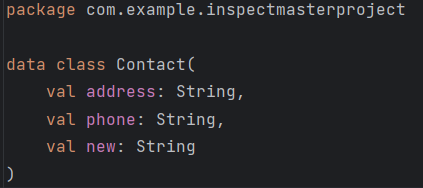 package com.example.inspectmasterproject
data class Contact(
    val address: String,
    val phone: String,
    val new: String
)